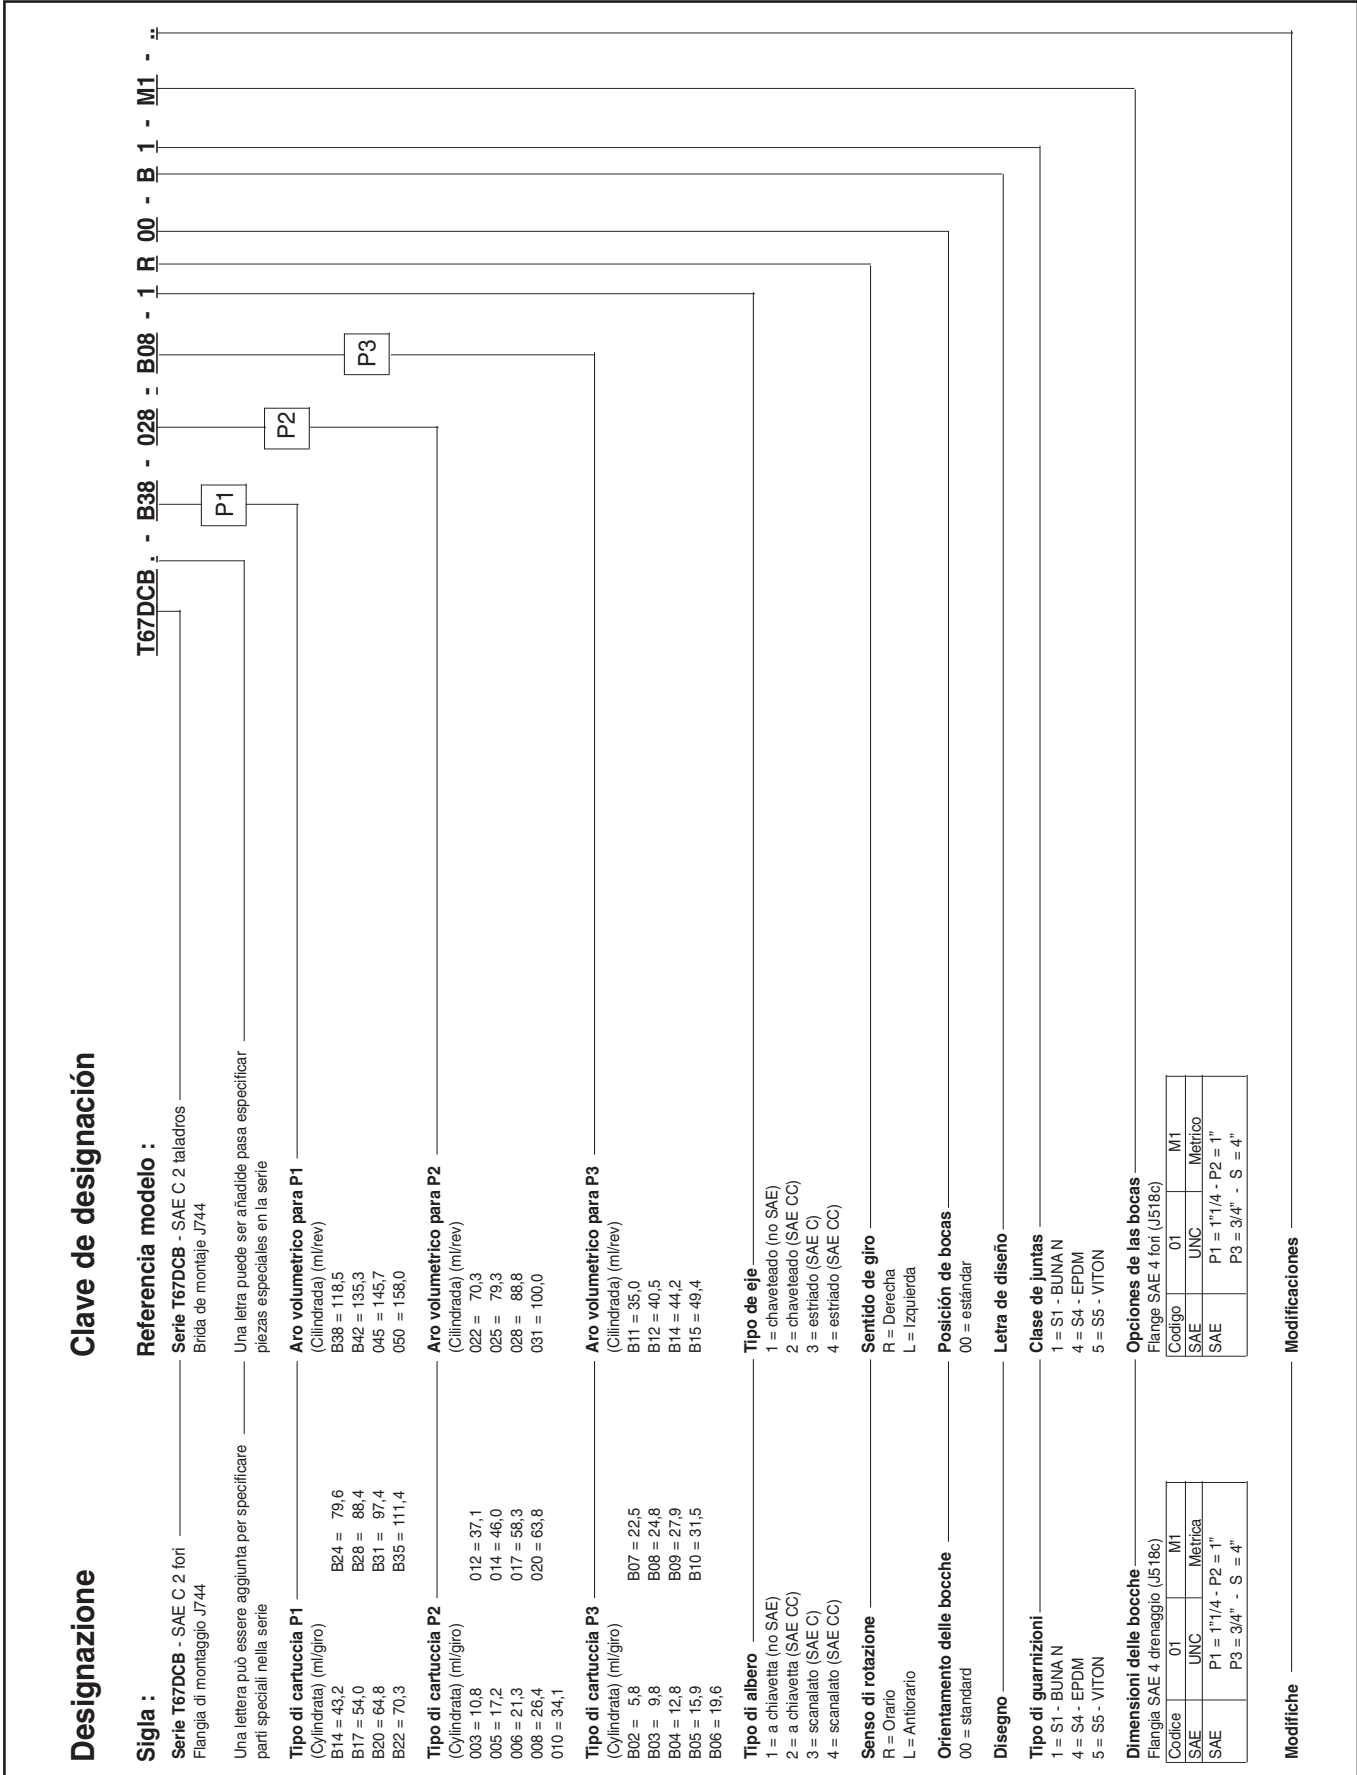 Designazione
Clave de designación
Sigla :
Referencia modelo :
T67DCB . - B38 - 028 - B08 - 1 R 00 - B 1 - M1 - ..
P1
P2
P3
Serie T67DCB - SAE C 2 fori
Flangia di montaggio J744
Serie T67DCB - SAE C 2 taladros
Brida de montaje J744
Una lettera può essere aggiunta per specificare
parti speciali nella serie
Una letra puede ser añadide pasa especificar
piezas especiales en la serie
Tipo di cartuccia P1
(Cylindrata) (ml/giro)
B14 = 43,2 B24 = 79,6
B17 = 54,0 B28 = 88,4
B20 = 64,8 B31 = 97,4
B22 = 70,3 B35 = 111,4
Aro volumetrico para P1
(Cilindrada) (ml/rev)
B38 = 118,5
B42 = 135,3
045 = 145,7
050 = 158,0
Tipo di cartuccia P2
(Cylindrata) (ml/giro)
003 = 10,8 012 = 37,1
005 = 17,2 014 = 46,0
006 = 21,3 017 = 58,3
008 = 26,4 020 = 63,8
010 = 34,1
Aro volumetrico para P2
(Cilindrada) (ml/rev)
022 = 70,3
025 = 79,3
028 = 88,8
031 = 100,0
Tipo di cartuccia P3
(Cylindrata) (ml/giro)
B02 = 5,8 B07 = 22,5
B03 = 9,8 B08 = 24,8
B04 = 12,8 B09 = 27,9
B05 = 15,9 B10 = 31,5
B06 = 19,6
Aro volumetrico para P3
(Cilindrada) (ml/rev)
B11 = 35,0
B12 = 40,5
B14 = 44,2
B15 = 49,4
Tipo di albero
1 = a chiavetta (no SAE)
2 = a chiavetta (SAE CC)
3 = scanalato (SAE C)
4 = scanalato (SAE CC)
Tipo de eje
1 = chaveteado (no SAE)
2 = chaveteado (SAE CC)
3 = estriado (SAE C)
4 = estriado (SAE CC)
Senso di rotazione
R = Orario
L = Antiorario
Sentido de giro
R = Derecha
L = Izquierda
Orientamento delle bocche
00 = standard
Posición de bocas
00 = estándar
Disegno
Letra de diseño
Tipo di guarnizioni
1 = S1 - BUNA N
4 = S4 - EPDM
5 = S5 - VITON
Clase de juntas
1 = S1 - BUNA N
4 = S4 - EPDM
5 = S5 - VITON
Dimensioni delle bocche
Flangia SAE 4 drenaggio (J518c)
Codice 01 M1
SAE UNC Metrica
SAE P1 = 1"1/4 - P2 = 1"
P3 = 3/4" - S = 4"
Opciones de las bocas
Flange SAE 4 fori (J518c)
Codigo 01 M1
SAE UNC Metrico
SAE P1 = 1"1/4 - P2 = 1"
P3 = 3/4" - S = 4"
Modifiche
Modificaciones